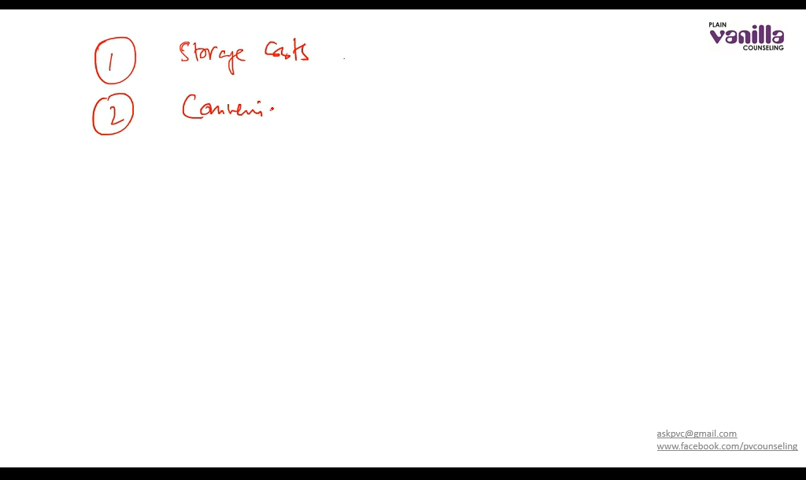 PLAIN
vanilla
COUNSELING
1 Storage Costs
2 Conveni
askpvc@gmail.com
www.facebook.com/pvcounseling